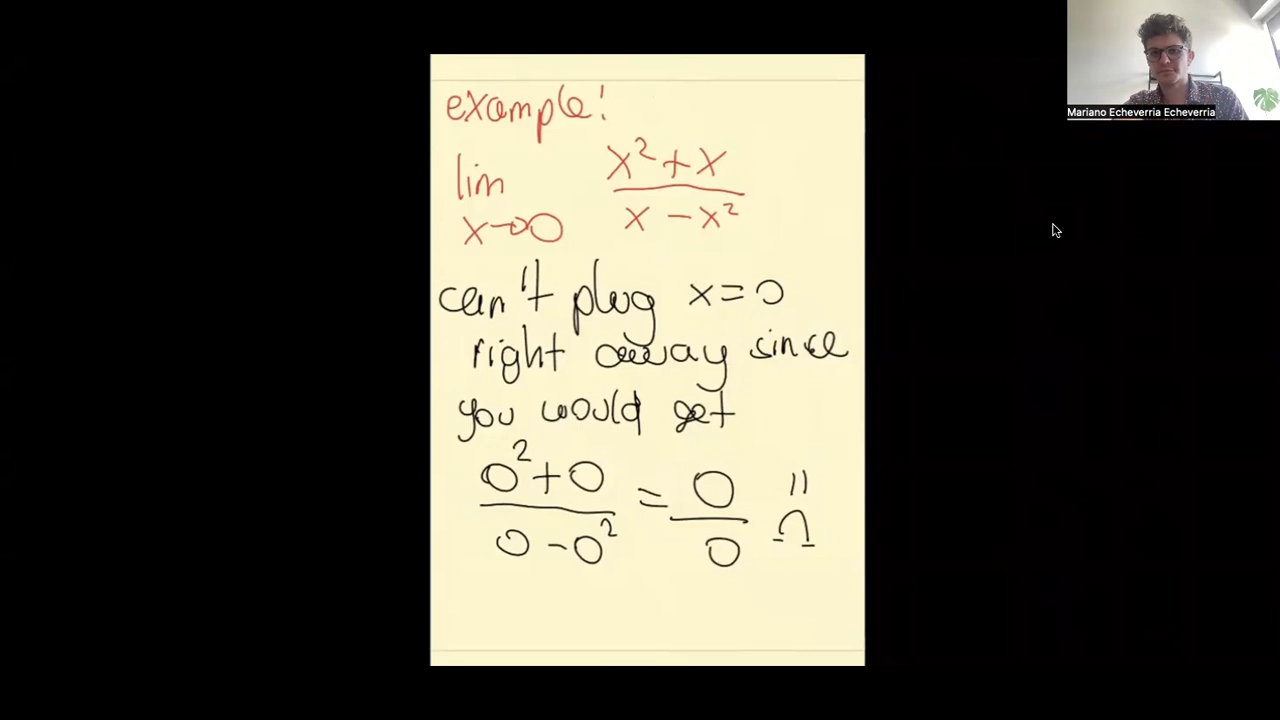 Mariano Echeverria Echeverria
example!
lim x→0 (x² + x)/(x - x²)
can't plug x=0
right away since
you would get
(0² + 0)/(0 - 0²) = 0/0